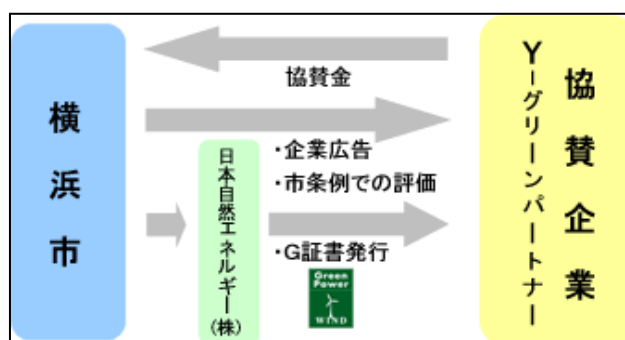 横浜市
協賛金
・企業広告
・市条例での評価
日本自然エネルギー(株)
・G証書発行
Green
Power
WIND
協賛企業
Y-グリーンパートナー